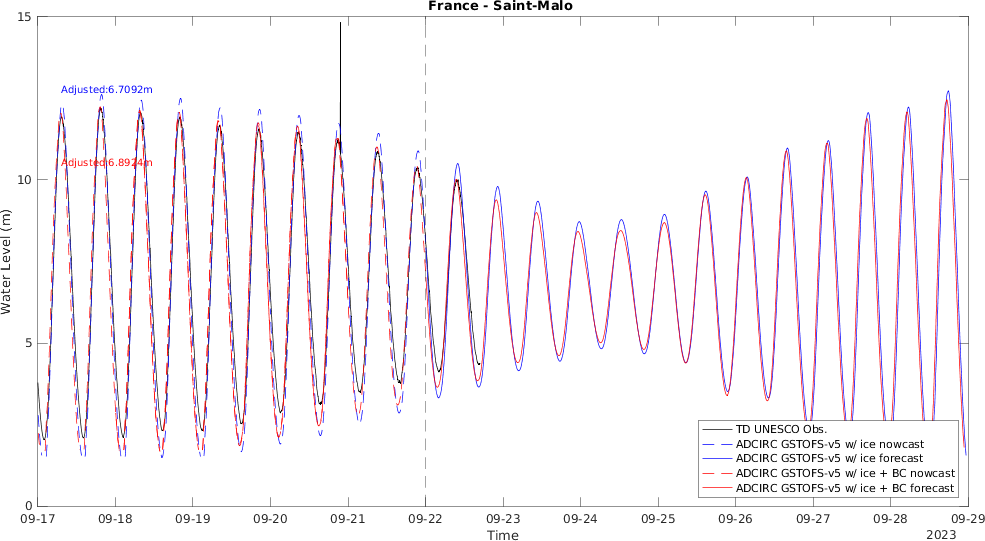 France - Saint-Malo
15
Adjusted:6.7092m
Adjusted:6.8924m
10
Water Level (m)
5
TD UNESCO Obs.
ADCIRC GSTOFS-v5 w/ ice nowcast
ADCIRC GSTOFS-v5 w/ ice forecast
ADCIRC GSTOFS-v5 w/ ice + BC nowcast
ADCIRC GSTOFS-v5 w/ ice + BC forecast
0
09-17 09-18 09-19 09-20 09-21 09-22 09-23 09-24 09-25 09-26 09-27 09-28 09-29
Time
2023